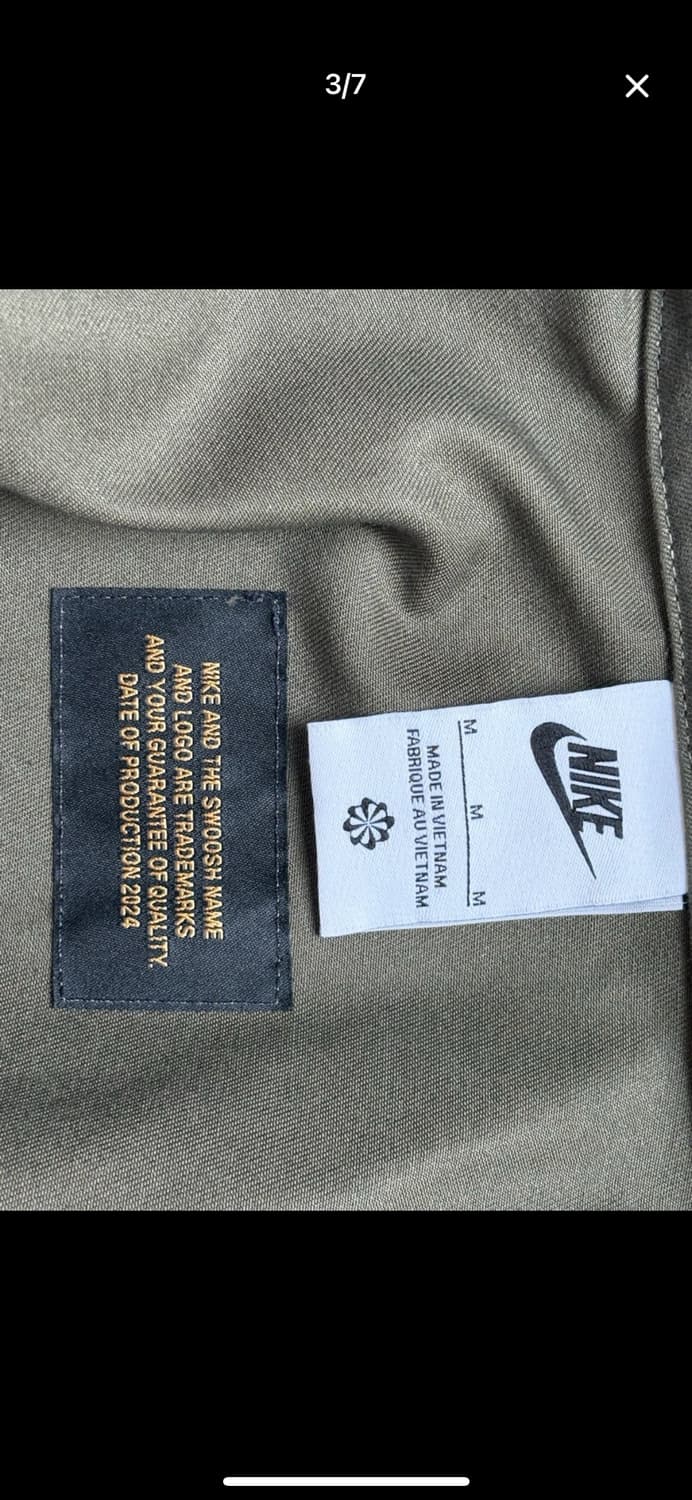 3/7
NIKE
M M M
MADE IN VIETNAM
FABRIQUE AU VIETNAM
NIKE AND THE SWOOSH NAME
AND LOGO ARE TRADEMARKS
AND YOUR GUARANTEE OF QUALITY.
DATE OF PRODUCTION 2024